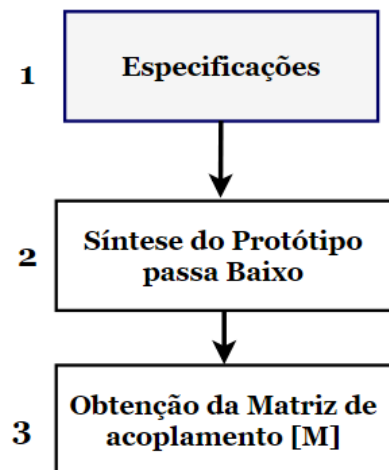 1
Especificações
2
Síntese do Protótipo
passa Baixo
3
Obtenção da Matriz de
acoplamento [M]